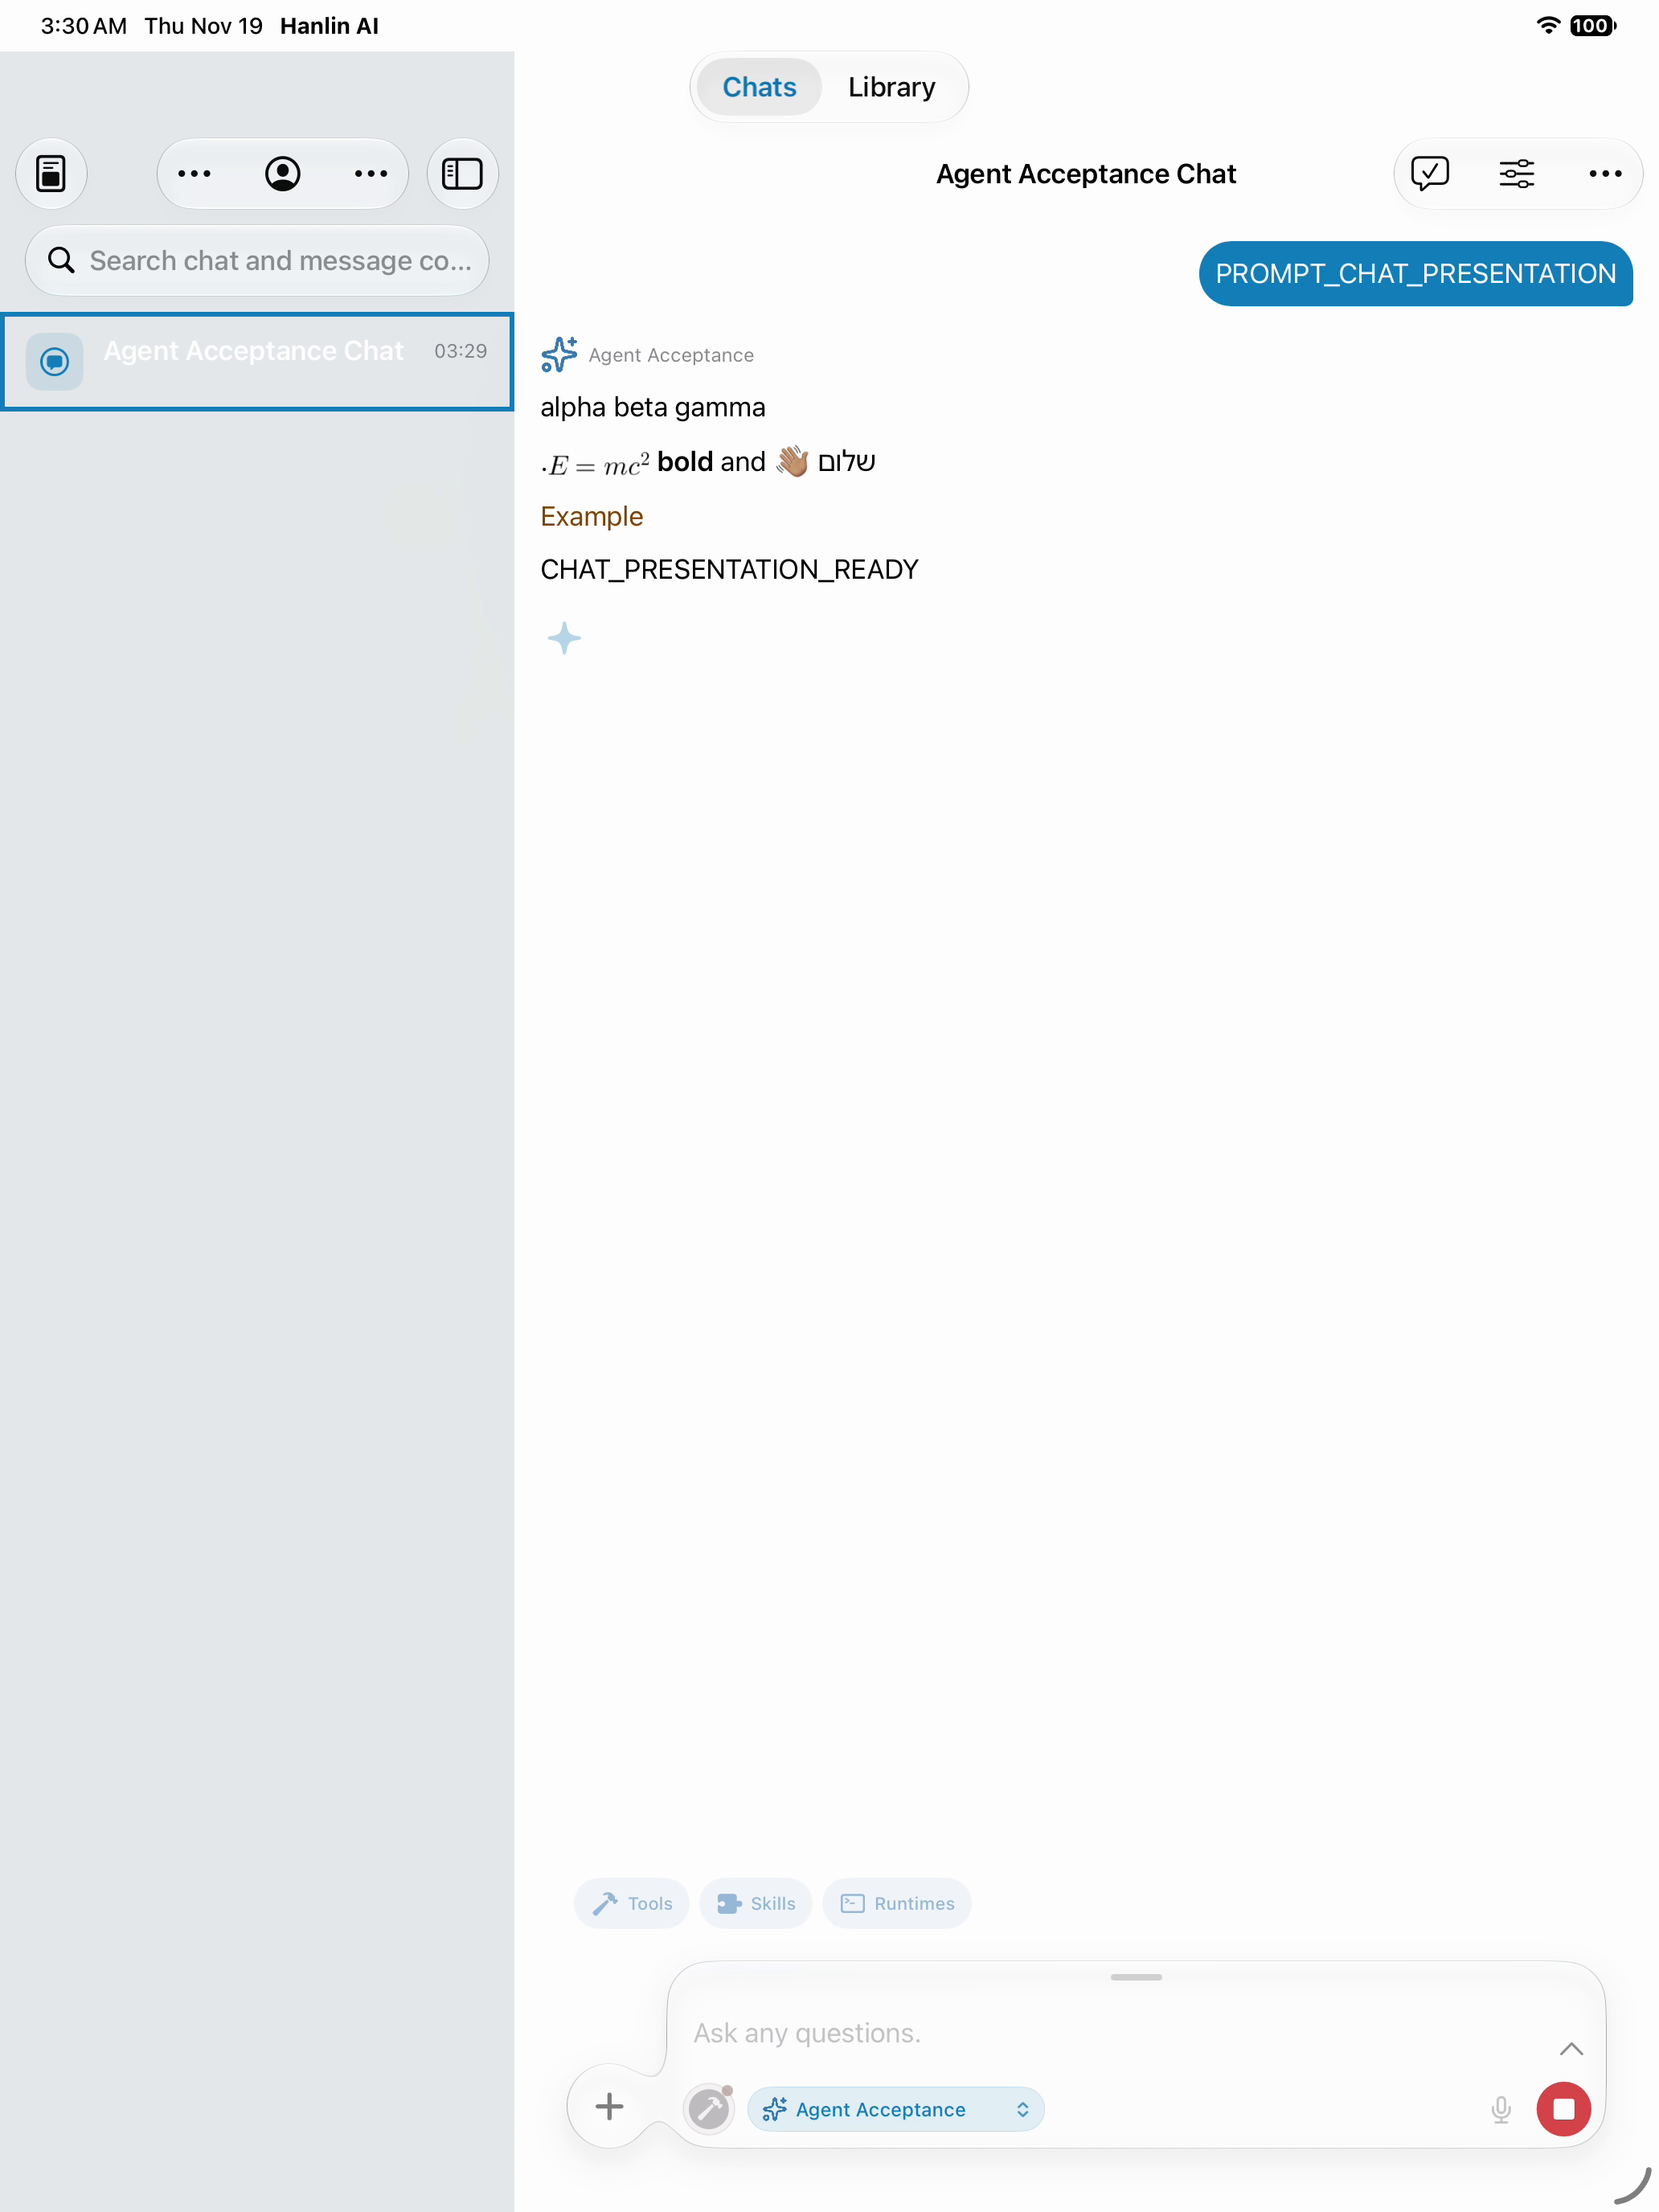 3:30 AM Thu Nov 19 Hanlin AI
100
Chats Library
Agent Acceptance Chat
Search chat and message co...
PROMPT_CHAT_PRESENTATION
Agent Acceptance Chat 03:29
Agent Acceptance
alpha beta gamma
.E = mc² bold and 👋🏽 שלום
Example
CHAT_PRESENTATION_READY
Tools Skills Runtimes
Ask any questions.
Agent Acceptance